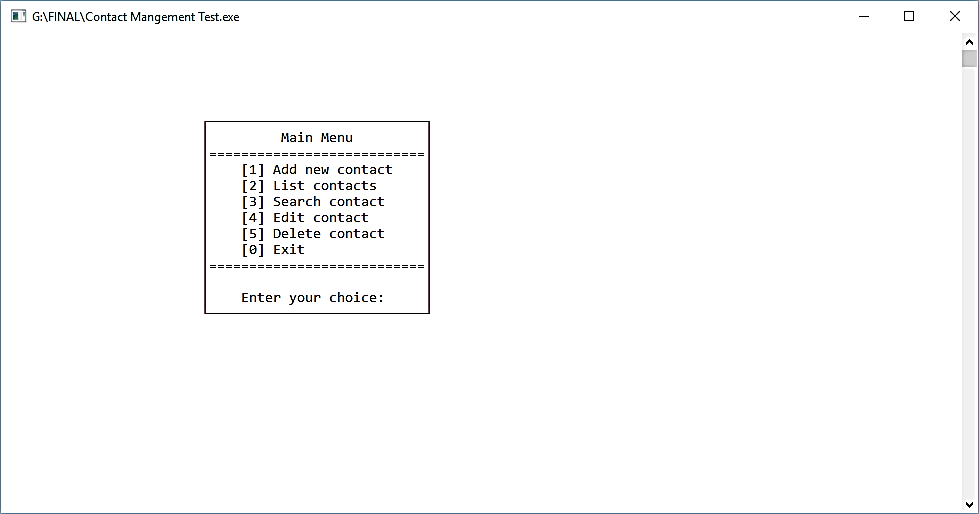 G:\FINAL\Contact Mangement Test.exe
Main Menu
===========================
[1] Add new contact
[2] List contacts
[3] Search contact
[4] Edit contact
[5] Delete contact
[0] Exit
===========================
Enter your choice: